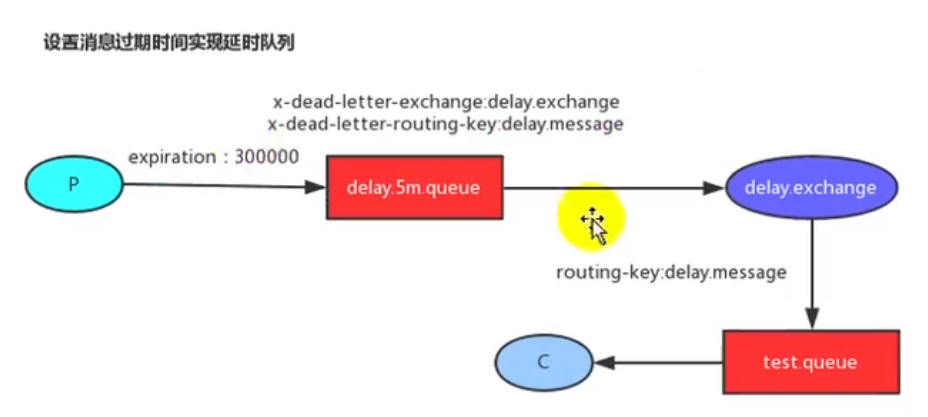 设置消息过期时间实现延时队列
x-dead-letter-exchange:delay.exchange
x-dead-letter-routing-key:delay.message
expiration：300000
P
delay.5m.queue
delay.exchange
routing-key:delay.message
C
test.queue